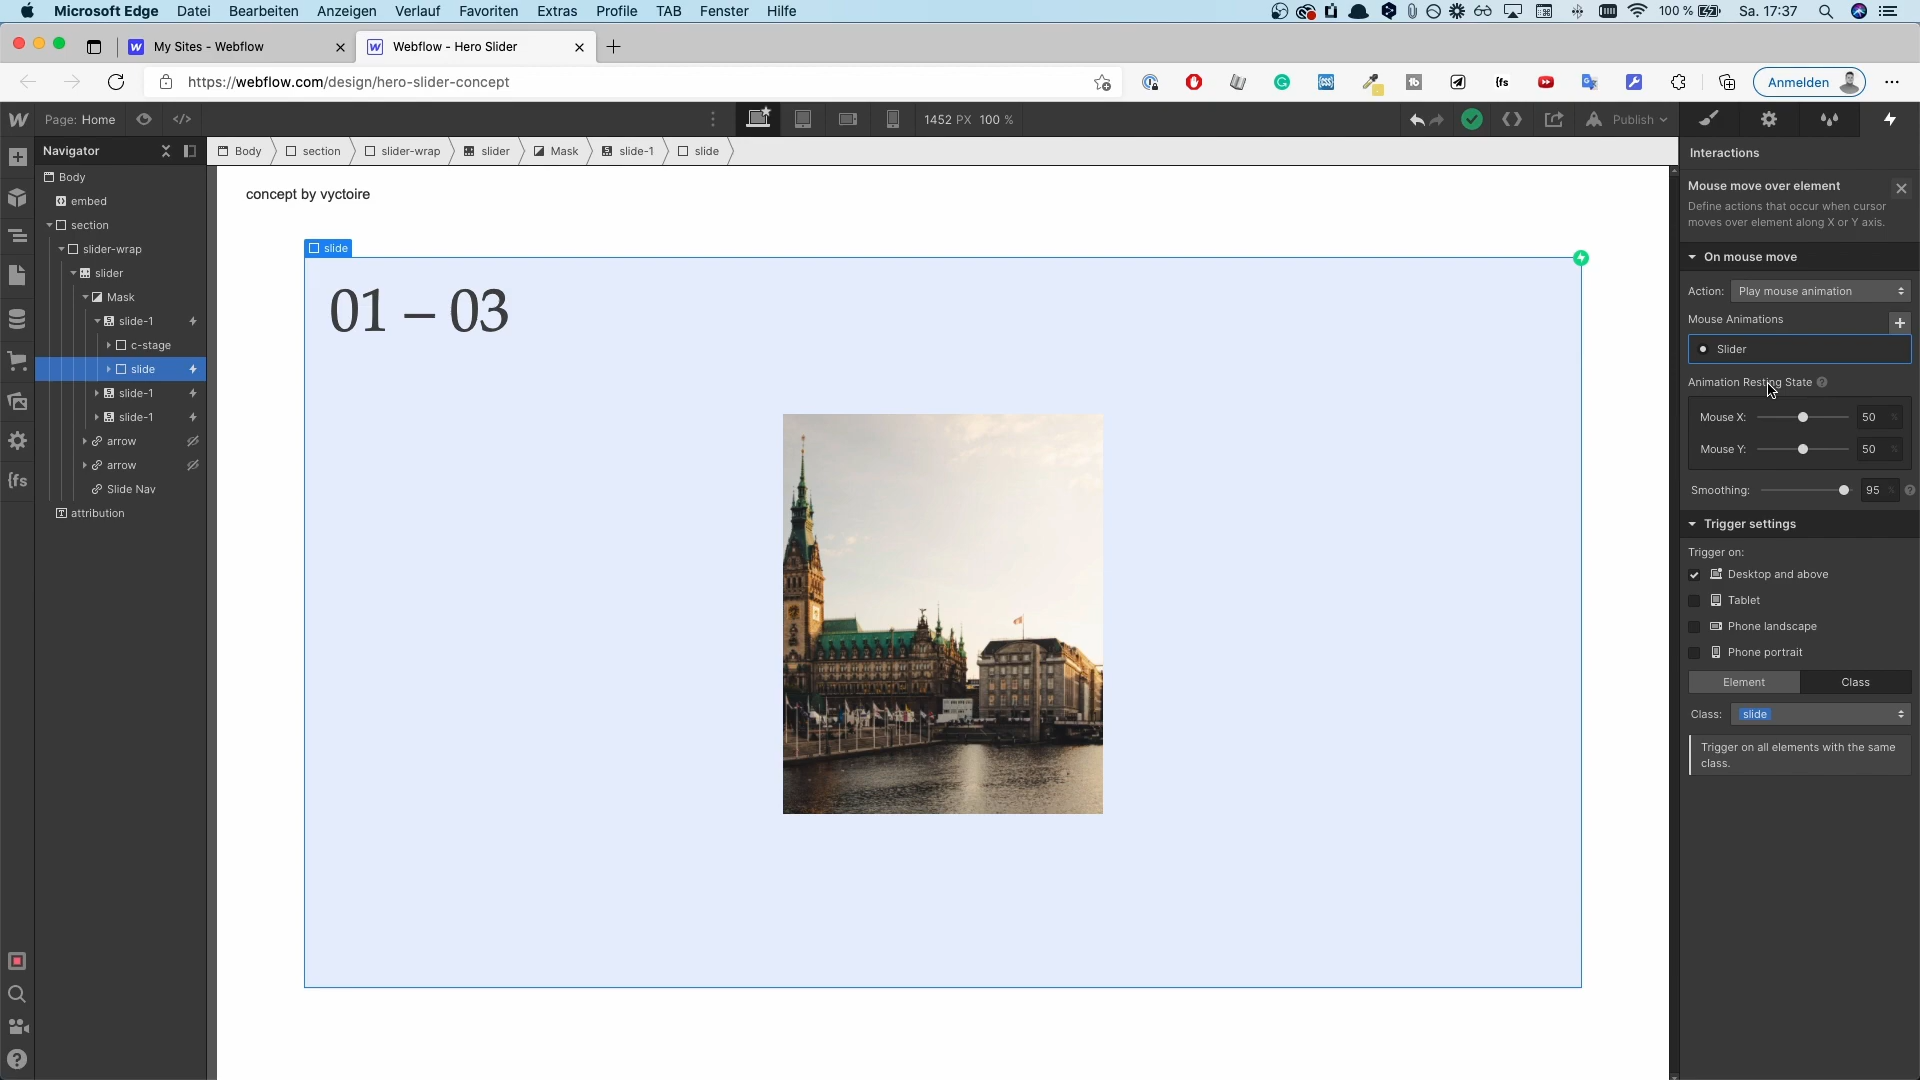 Microsoft Edge Datei Bearbeiten Anzeigen Verlauf Favoriten Extras Profile TAB Fenster Hilfe 100 % Sa. 17:37
My Sites - Webflow Webflow - Hero Slider
https://webflow.com/design/hero-slider-concept Anmelden
Page: Home 1452 PX 100 % Publish
Navigator Body section slider-wrap slider Mask slide-1 slide
Body
embed
section
slider-wrap
slider
Mask
slide-1
c-stage
slide
slide-1
slide-1
arrow
arrow
Slide Nav
attribution
concept by vyctoire
slide
01 – 03
Interactions
Mouse move over element
Define actions that occur when cursor
moves over element along X or Y axis.
On mouse move
Action: Play mouse animation
Mouse Animations
Slider
Animation Resting State
Mouse X: 50 %
Mouse Y: 50 %
Smoothing: 95 %
Trigger settings
Trigger on:
Desktop and above
Tablet
Phone landscape
Phone portrait
Element Class
Class: slide
Trigger on all elements with the same
class.